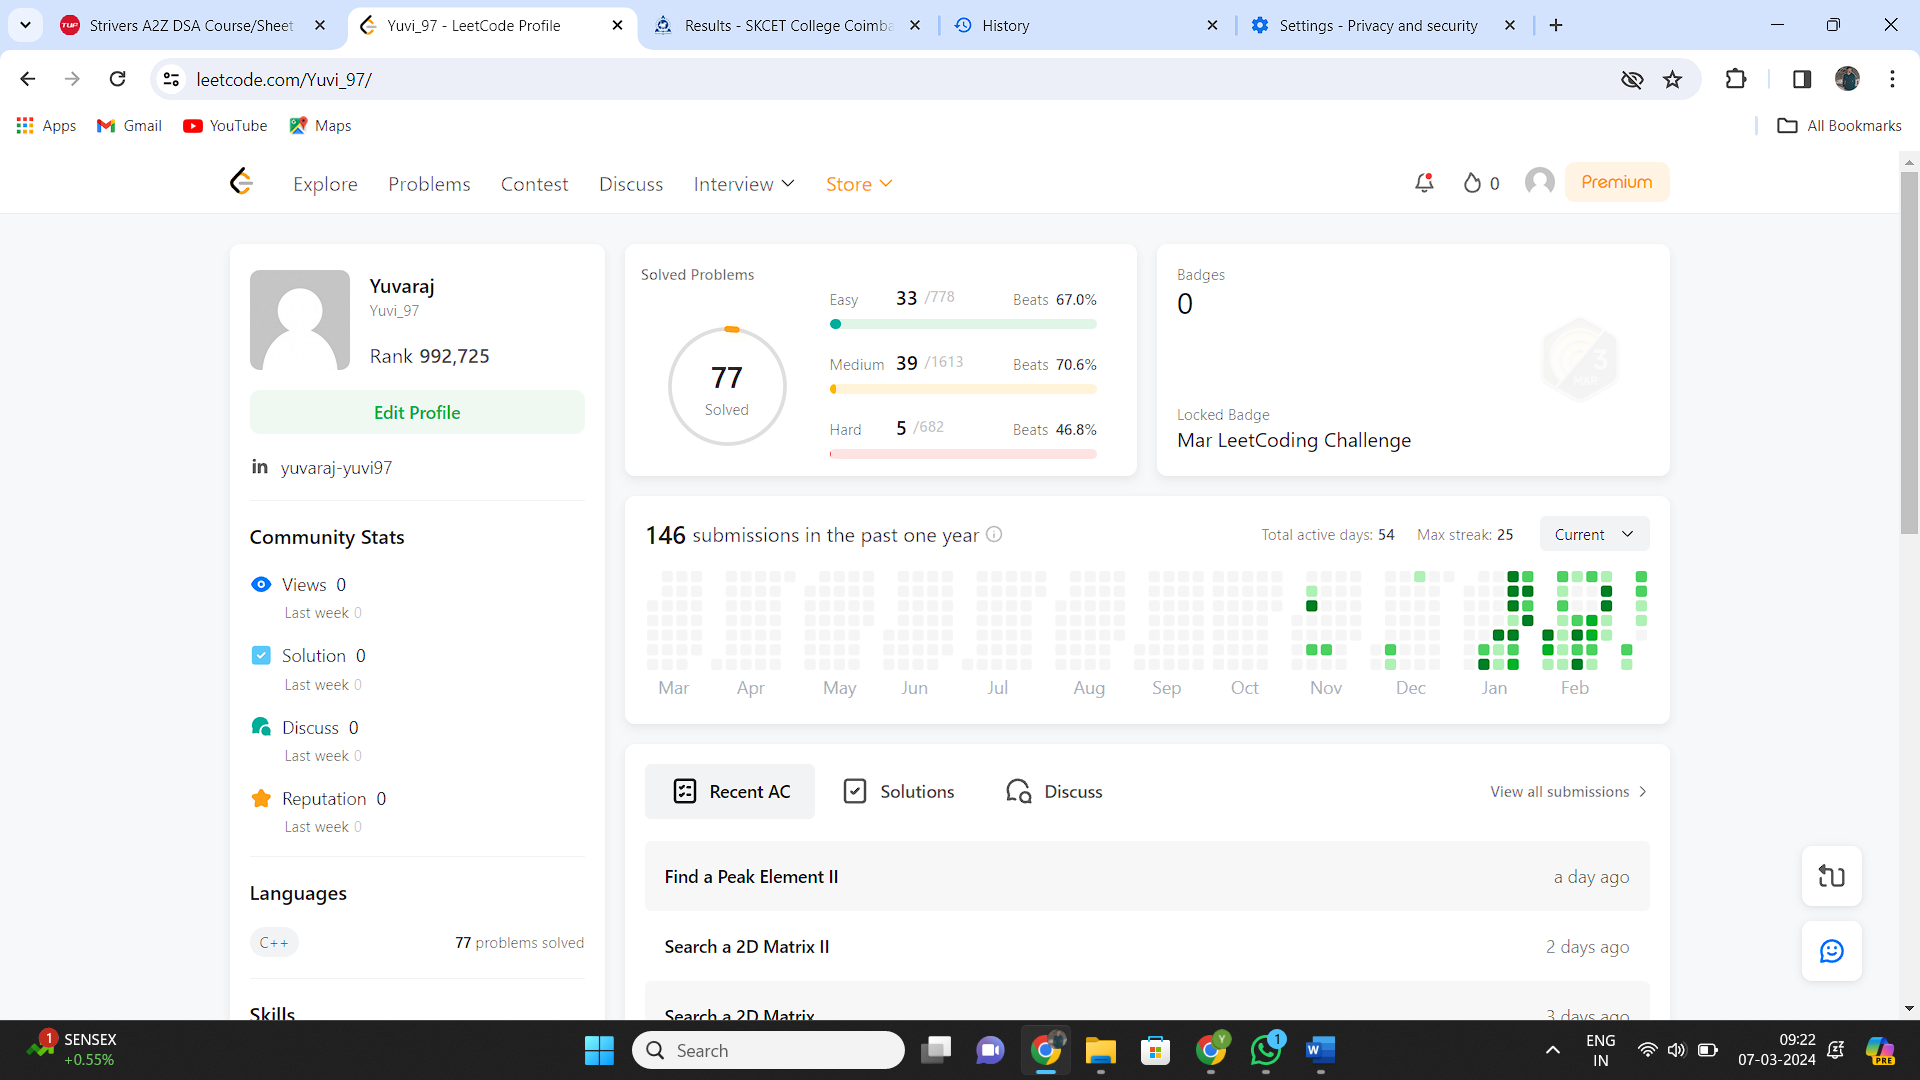 Strivers A2Z DSA Course/Sheet
Yuvi_97 - LeetCode Profile
Results - SKCET College Coimba
History
Settings - Privacy and security
leetcode.com/Yuvi_97/
Apps
Gmail
YouTube
Maps
All Bookmarks
Explore
Problems
Contest
Discuss
Interview
Store
0
Premium
Yuvaraj
Yuvi_97
Rank 992,725
Edit Profile
in yuvaraj-yuvi97
Community Stats
Views 0
Last week 0
Solution 0
Last week 0
Discuss 0
Last week 0
Reputation 0
Last week 0
Languages
C++
77 problems solved
Skills
Solved Problems
77
Solved
Easy 33 /778 Beats 67.0%
Medium 39 /1613 Beats 70.6%
Hard 5 /682 Beats 46.8%
Badges
0
3
MAR
Locked Badge
Mar LeetCoding Challenge
146 submissions in the past one year
Total active days: 54
Max streak: 25
Current
Mar Apr May Jun Jul Aug Sep Oct Nov Dec Jan Feb
Recent AC
Solutions
Discuss
View all submissions
Find a Peak Element II a day ago
Search a 2D Matrix II 2 days ago
Search a 2D Matrix 3 days ago
1
SENSEX
+0.55%
Search
Y
1
W
ENG
IN
09:22
07-03-2024
PRE